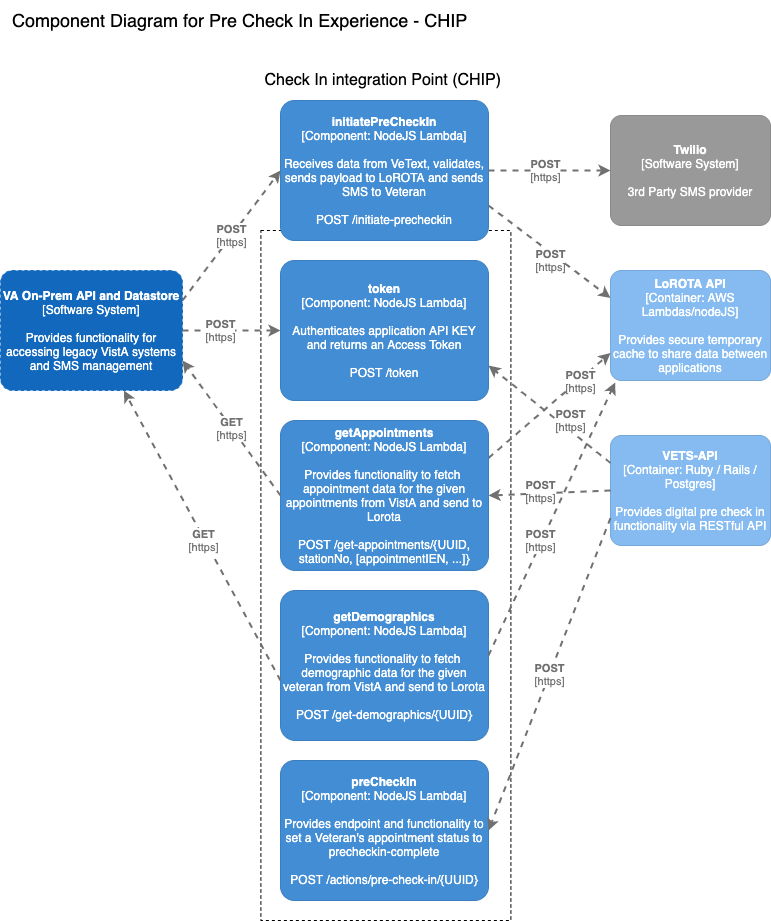 Component Diagram for Pre Check In Experience - CHIP
Check In integration Point (CHIP)
initiatePreCheckIn
[Component: NodeJS Lambda]
Receives data from VeText, validates,
sends payload to LoROTA and sends
SMS to Veteran
POST /initiate-precheckin
POST
[https]
Twilio
[Software System]
3rd Party SMS provider
POST
[https]
POST
[https]
VA On-Prem API and Datastore
[Software System]
Provides functionality for
accessing legacy VistA systems
and SMS management
POST
[https]
token
[Component: NodeJS Lambda]
Authenticates application API KEY
and returns an Access Token
POST /token
LoROTA API
[Container: AWS
Lambdas/nodeJS]
Provides secure temporary
cache to share data between
applications
POST
[https]
POST
[https]
GET
[https]
getAppointments
[Component: NodeJS Lambda]
Provides functionality to fetch
appointment data for the given
appointments from VistA and send to
Lorota
POST /get-appointments/{UUID,
stationNo, [appointmentIEN, ...]}
POST
[https]
VETS-API
[Container: Ruby / Rails /
Postgres]
Provides digital pre check in
functionality via RESTful API
GET
[https]
POST
[https]
getDemographics
[Component: NodeJS Lambda]
Provides functionality to fetch
demographic data for the given
veteran from VistA and send to Lorota
POST /get-demographics/{UUID}
POST
[https]
preCheckIn
[Component: NodeJS Lambda]
Provides endpoint and functionality to
set a Veteran's appointment status to
precheckin-complete
POST /actions/pre-check-in/{UUID}